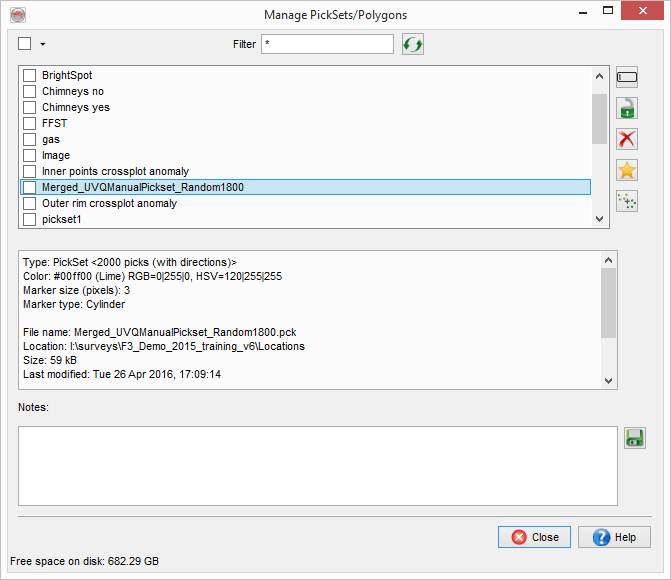 Manage PickSets/Polygons
Filter *
BrightSpot
Chimneys no
Chimneys yes
FFST
gas
Image
Inner points crossplot anomaly
Merged_UVQManualPickset_Random1800
Outer rim crossplot anomaly
pickset1
Type: PickSet <2000 picks (with directions)>
Color: #00ff00 (Lime) RGB=0|255|0, HSV=120|255|255
Marker size (pixels): 3
Marker type: Cylinder
File name: Merged_UVQManualPickset_Random1800.pck
Location: I:\surveys\F3_Demo_2015_training_v6\Locations
Size: 59 kB
Last modified: Tue 26 Apr 2016, 17:09:14
Notes:
Close Help
Free space on disk: 682.29 GB